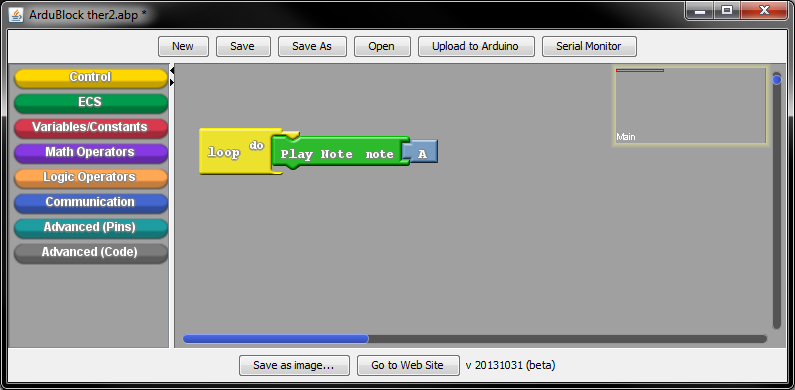 ArduBlock ther2.abp *
New Save Save As Open Upload to Arduino Serial Monitor
Control
ECS
Variables/Constants
Math Operators
Logic Operators
Communication
Advanced (Pins)
Advanced (Code)
loop do Play Note note A
Main
Save as image... Go to Web Site v 20131031 (beta)